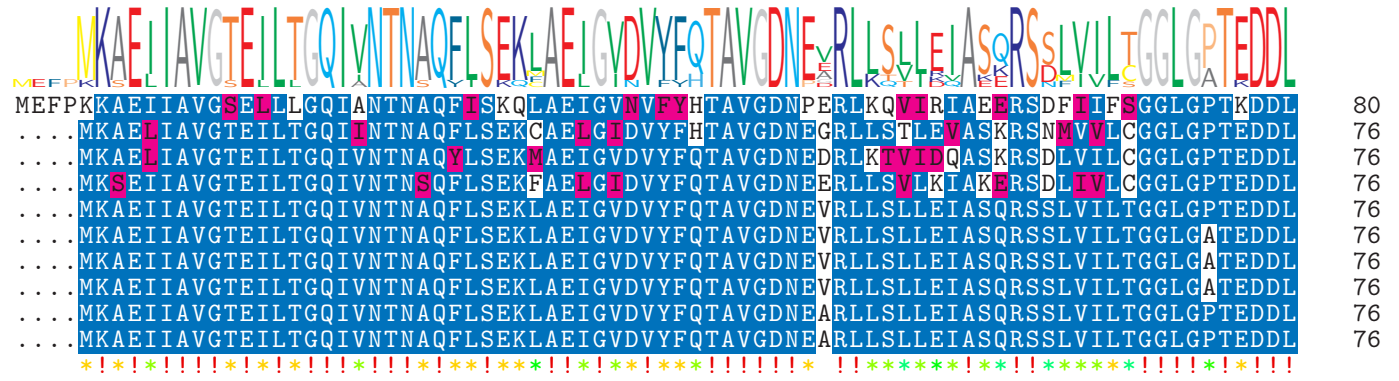 MEFPMKAEIIAVGTEILTGQIVNTNAQFLSEKLAEIGVDVYFQTAVGDNEVRLLSLLEIASQRSSLVILTGGLGPTEDDL
MEFPKKAEIIAVGSELLLGQIANTNAQFISKQLAEIGVNVFYHTAVGDNPERLKQVIRIAEERSDFIIFSGGLGPTKDDL 80
....MKAELIAVGTEILTGQIINTNAQFLSEKCAELGIDVYFHTAVGDNEGRLLSTLEVASKRSNMVVLCGGLGPTEDDL 76
....MKAELIAVGTEILTGQIVNTNAQYLSEKMAEIGVDVYFQTAVGDNEDRLKTVIDQASKRSDLVILCGGLGPTEDDL 76
....MKSEIIAVGTEILTGQIVNTNSQFLSEKFAELGIDVYFQTAVGDNEERLLSVLKIAKERSDLIVLCGGLGPTEDDL 76
....MKAEIIAVGTEILTGQIVNTNAQFLSEKLAEIGVDVYFQTAVGDNEVRLLSLLEIASQRSSLVILTGGLGPTEDDL 76
....MKAEIIAVGTEILTGQIVNTNAQFLSEKLAEIGVDVYFQTAVGDNEVRLLSLLEIASQRSSLVILTGGLGATEDDL 76
....MKAEIIAVGTEILTGQIVNTNAQFLSEKLAEIGVDVYFQTAVGDNEVRLLSLLEIASQRSSLVILTGGLGATEDDL 76
....MKAEIIAVGTEILTGQIVNTNAQFLSEKLAEIGVDVYFQTAVGDNEVRLLSLLEIASQRSSLVILTGGLGATEDDL 76
....MKAEIIAVGTEILTGQIVNTNAQFLSEKLAEIGVDVYFQTAVGDNEARLLSLLEIASQRSSLVILTGGLGPTEDDL 76
....MKAEIIAVGTEILTGQIVNTNAQFLSEKLAEIGVDVYFQTAVGDNEARLLSLLEIASQRSSLVILTGGLGPTEDDL 76
*!*!*!!!!*!*!*!!!*!!!*!**!***!!*!**!***!!!!!!* !!******!**!!******!!!!*!*!!!